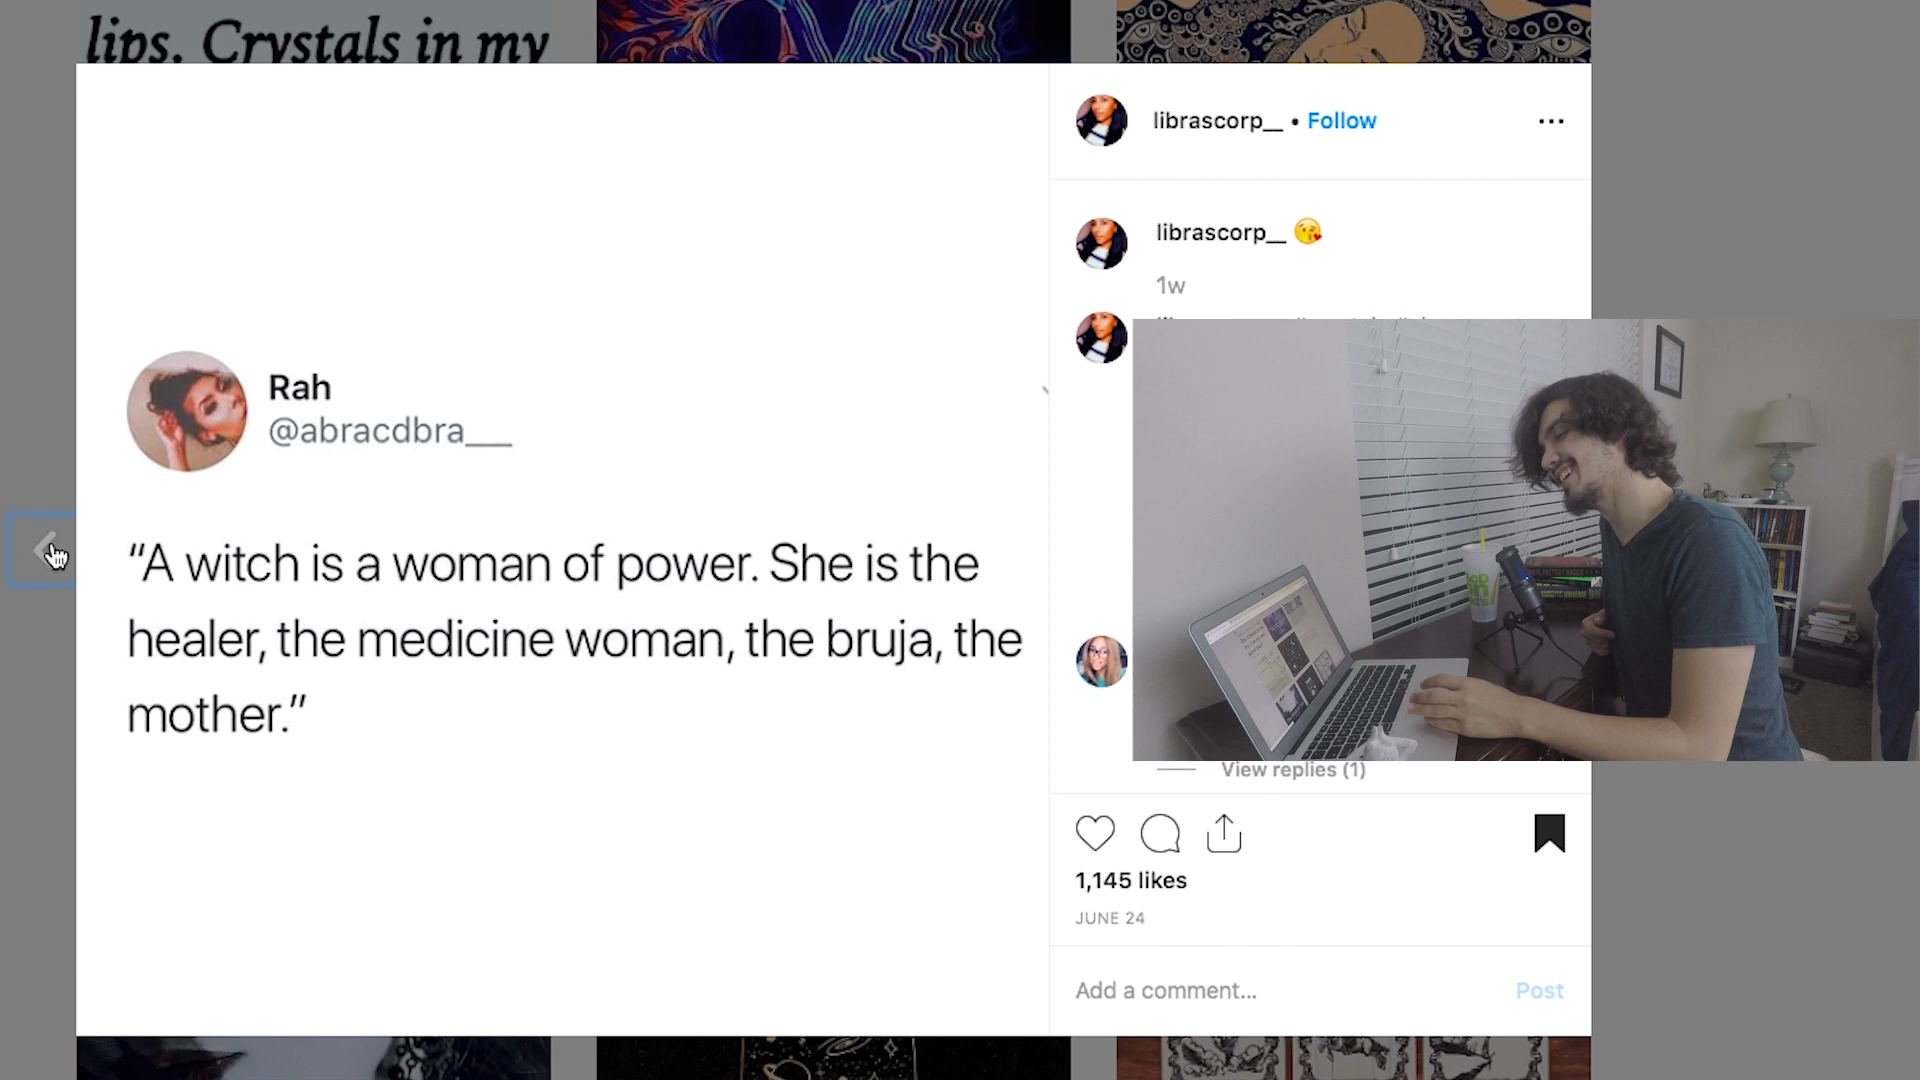 lips. Crystals in my
librascorp__ • Follow
librascorp__ 😘
1w
Rah
@abracdbra___
“A witch is a woman of power. She is the
healer, the medicine woman, the bruja, the
mother.”
View replies (1)
1,145 likes
JUNE 24
Add a comment...
Post